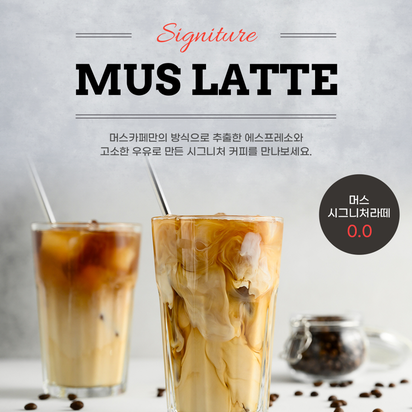 Signiture
MUS LATTE
머스카페만의 방식으로 추출한 에스프레소와
고소한 우유로 만든 시그니처 커피를 만나보세요.
머스
시그니처라떼
0.0